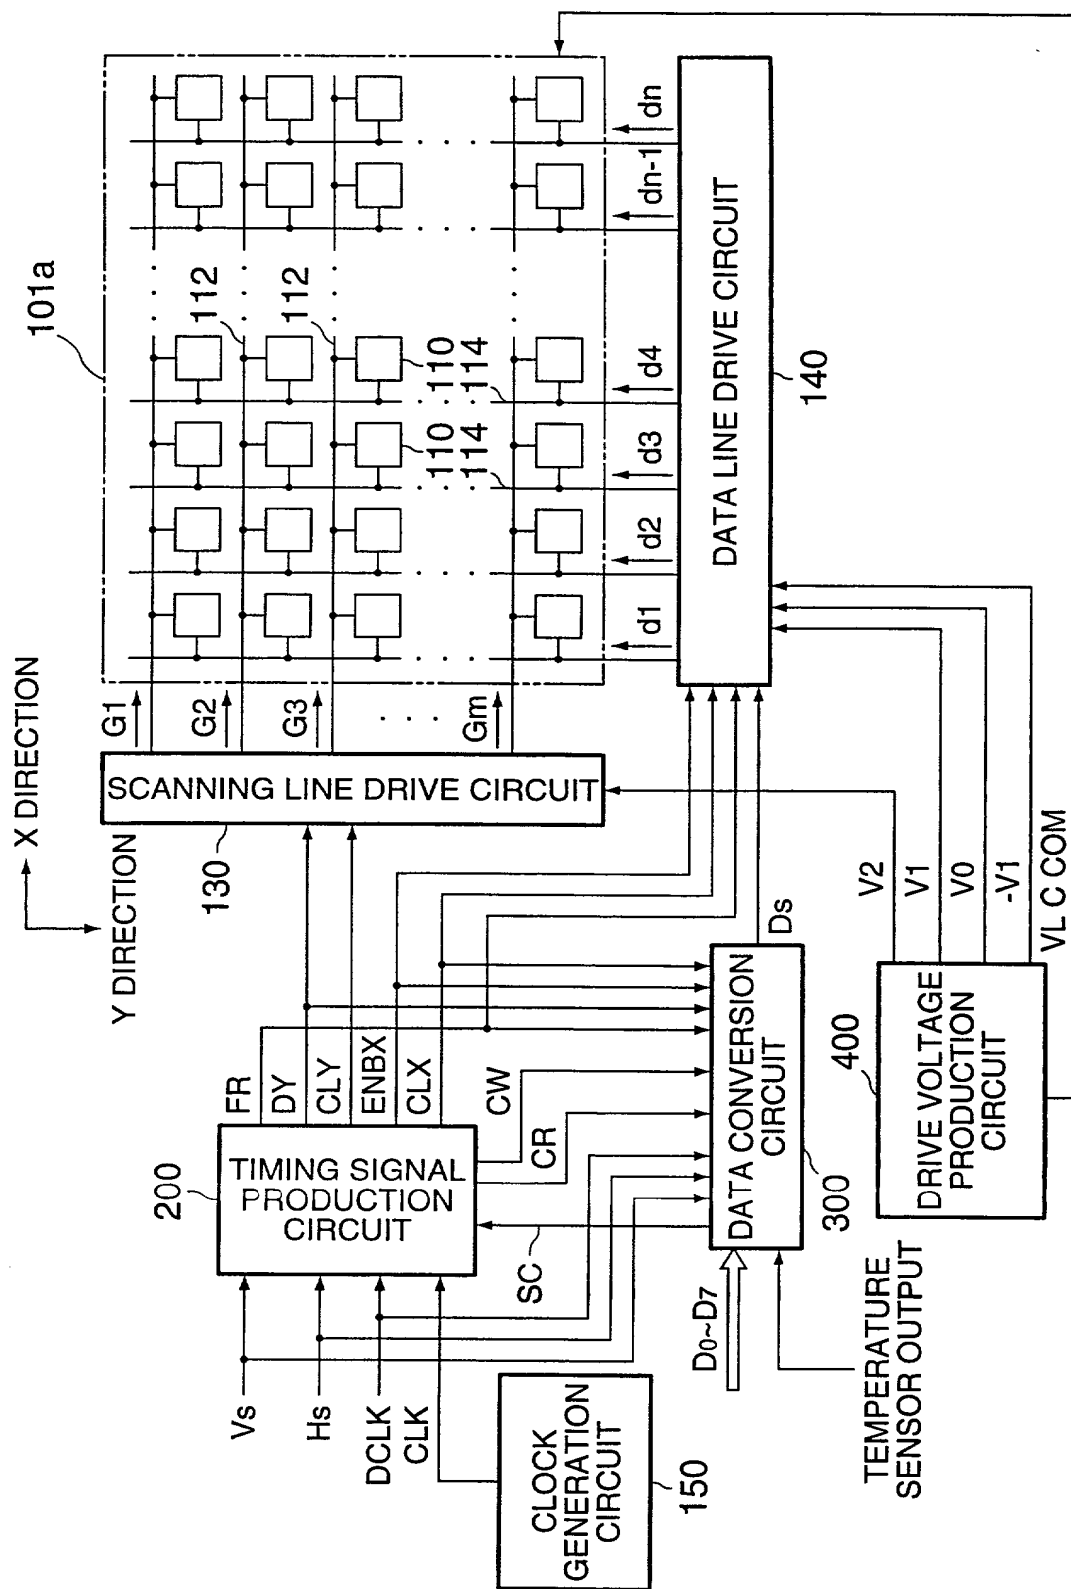 X DIRECTION
Y DIRECTION
101a
G1
G2
G3
. . .
Gm
112
112
110
114
110
114
SCANNING LINE DRIVE CIRCUIT
130
d1
d2
d3
d4
dn-1
dn
DATA LINE DRIVE CIRCUIT
140
FR
DY
CLY
ENBX
CLX
CW
CR
200
TIMING SIGNAL
PRODUCTION
CIRCUIT
Vs
Hs
DCLK
CLK
SC
CLOCK
GENERATION
CIRCUIT
150
D0~D7
DATA CONVERSION
CIRCUIT
300
Ds
TEMPERATURE
SENSOR OUTPUT
400
DRIVE VOLTAGE
PRODUCTION
CIRCUIT
V2
V1
V0
-V1
VL C COM